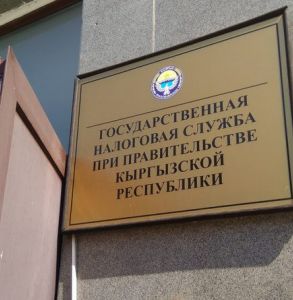 ГОСУДАРСТВЕННАЯ
НАЛОГОВАЯ СЛУЖБА
ПРИ ПРАВИТЕЛЬСТВЕ
КЫРГЫЗСКОЙ
РЕСПУБЛИКИ